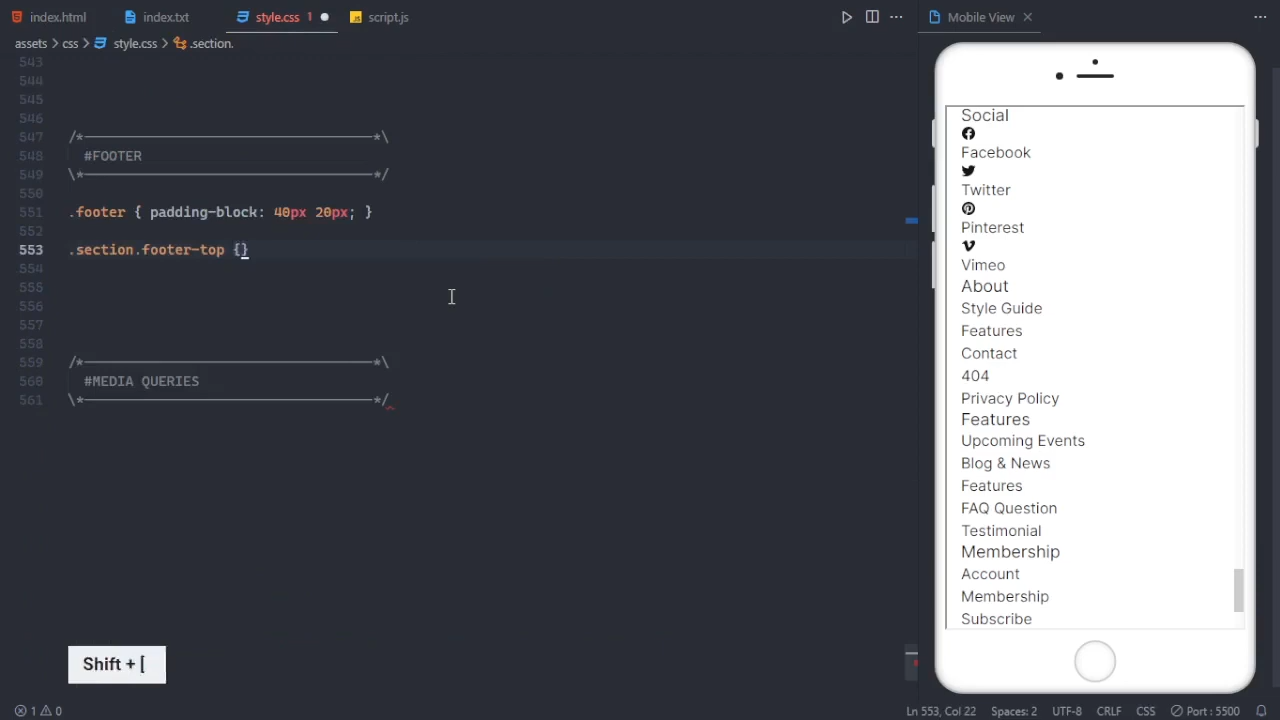 index.html
index.txt
style.css 1
script.js
Mobile View
assets > css > style.css > .section.
543
544
545
546
547 /*-------------------------------------*\
548 #FOOTER
549 \*-------------------------------------*/
550
551 .footer { padding-block: 40px 20px; }
552
553 .section.footer-top {}
554
555
556
557
558
559 /*-------------------------------------*\
560 #MEDIA QUERIES
561 \*-------------------------------------*/
Social
Facebook
Twitter
Pinterest
Vimeo
About
Style Guide
Features
Contact
404
Privacy Policy
Features
Upcoming Events
Blog & News
Features
FAQ Question
Testimonial
Membership
Account
Membership
Subscribe
Shift + [
1 0
Ln 553, Col 22 Spaces: 2 UTF-8 CRLF CSS Port : 5500